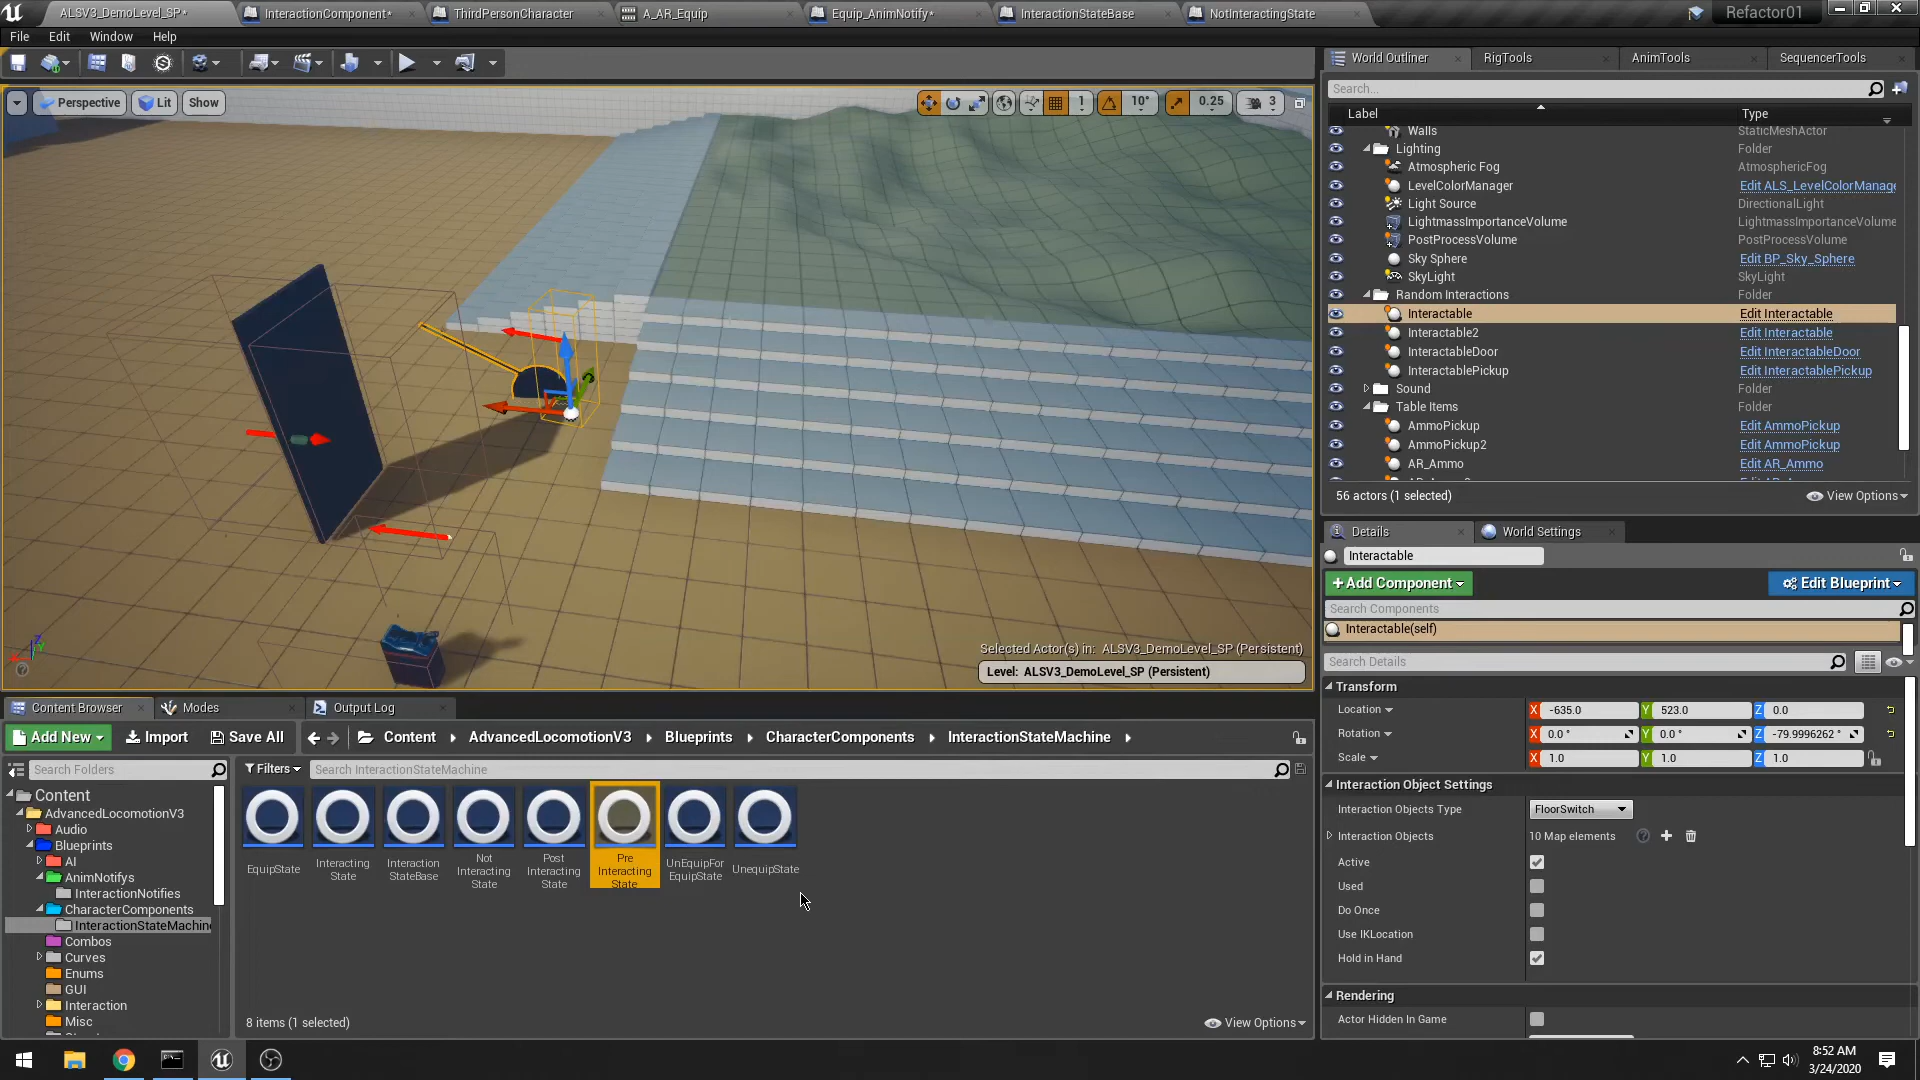 ALSV3_DemoLevel_SP*
InteractionComponent*
ThirdPersonCharacter
A_AR_Equip
Equip_AnimNotify*
InteractionStateBase
NotInteractingState
Refactor01
File Edit Window Help
Perspective Lit Show
1 10° 0.25 3
Selected Actor(s) in: ALSV3_DemoLevel_SP (Persistent)
Level: ALSV3_DemoLevel_SP (Persistent)
World Outliner RigTools AnimTools SequencerTools
Search...
Label Type
Walls StaticMeshActor
Lighting Folder
Atmospheric Fog AtmosphericFog
LevelColorManager Edit ALS_LevelColorManage
Light Source DirectionalLight
LightmassImportanceVolume LightmassImportanceVolume
PostProcessVolume PostProcessVolume
Sky Sphere Edit BP_Sky_Sphere
SkyLight SkyLight
Random Interactions Folder
Interactable Edit Interactable
Interactable2 Edit Interactable
InteractableDoor Edit InteractableDoor
InteractablePickup Edit InteractablePickup
Sound Folder
Table Items Folder
AmmoPickup Edit AmmoPickup
AmmoPickup2 Edit AmmoPickup
AR_Ammo Edit AR_Ammo
56 actors (1 selected) View Options
Details World Settings
Interactable
+Add Component Edit Blueprint
Search Components
Interactable(self)
Search Details
Transform
Location X -635.0 Y 523.0 Z 0.0
Rotation X 0.0 ° Y 0.0 ° Z -79.9996262 °
Scale X 1.0 Y 1.0 Z 1.0
Interaction Object Settings
Interaction Objects Type FloorSwitch
Interaction Objects 10 Map elements
Active
Used
Do Once
Use IKLocation
Hold in Hand
Rendering
Actor Hidden In Game
Content Browser Modes Output Log
Add New Import Save All Content AdvancedLocomotionV3 Blueprints CharacterComponents InteractionStateMachine
Search Folders
Filters Search InteractionStateMachine
Content
AdvancedLocomotionV3
Audio
Blueprints
AI
AnimNotifys
InteractionNotifies
CharacterComponents
InteractionStateMachin
Combos
Curves
Enums
GUI
Interaction
Misc
EquipState
Interacting
State
Interaction
StateBase
Not
Interacting
State
Post
Interacting
State
Pre
Interacting
State
UnEquipFor
EquipState
UnequipState
8 items (1 selected) View Options
8:52 AM
3/24/2020